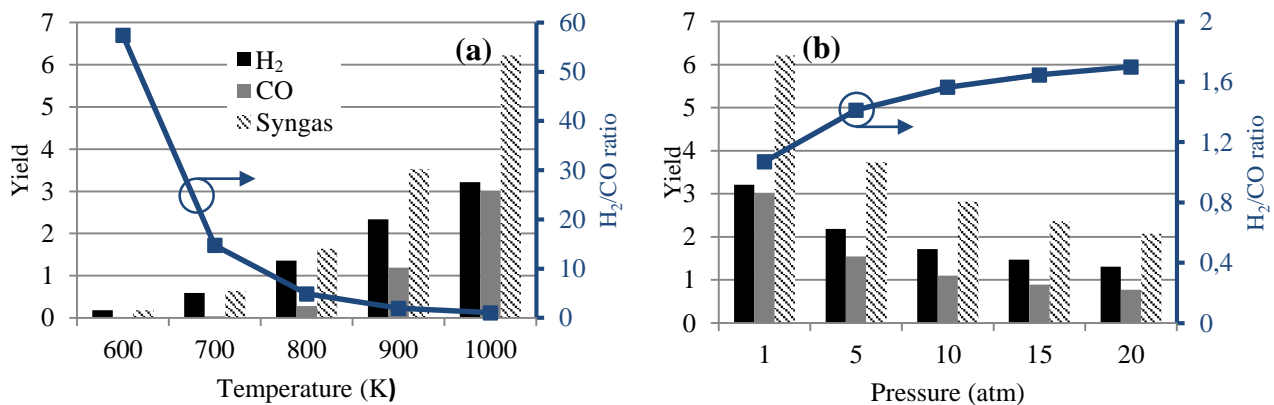 (a)
H₂
CO
Syngas
Yield
7
6
5
4
3
2
1
0
60
50
40
30
20
10
0
H₂/CO ratio
600 700 800 900 1000
Temperature (K)
(b)
Yield
7
6
5
4
3
2
1
0
2
1.6
1,2
0,8
0,4
0
H₂/CO ratio
1 5 10 15 20
Pressure (atm)